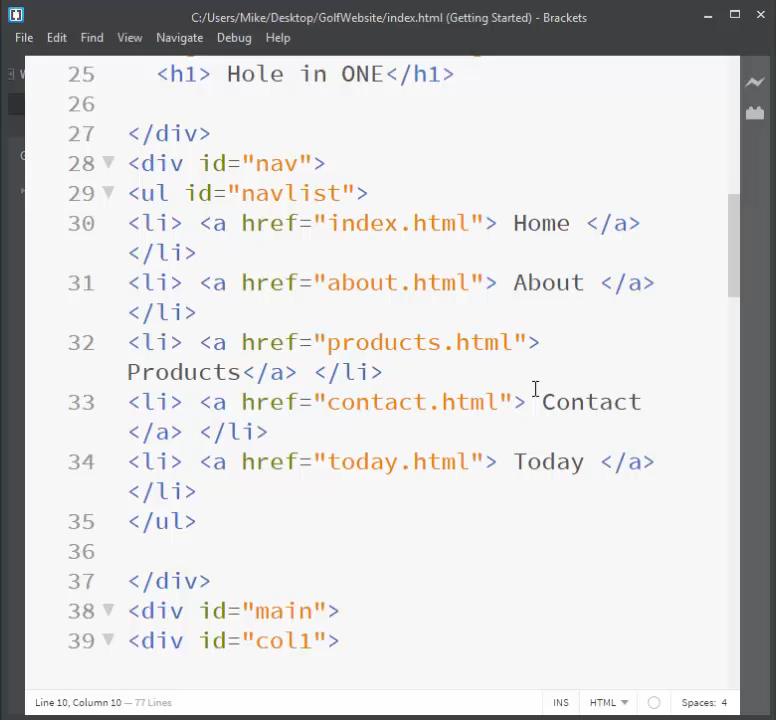 C:/Users/Mike/Desktop/GolfWebsite/index.html (Getting Started) - Brackets
File Edit Find View Navigate Debug Help
25 <h1> Hole in ONE</h1>
26
27 </div>
28 <div id="nav">
29 <ul id="navlist">
30 <li> <a href="index.html"> Home </a>
</li>
31 <li> <a href="about.html"> About </a>
</li>
32 <li> <a href="products.html">
Products</a> </li>
33 <li> <a href="contact.html"> Contact
</a> </li>
34 <li> <a href="today.html"> Today </a>
</li>
35 </ul>
36
37 </div>
38 <div id="main">
39 <div id="col1">
Line 10, Column 10 — 77 Lines INS HTML Spaces: 4